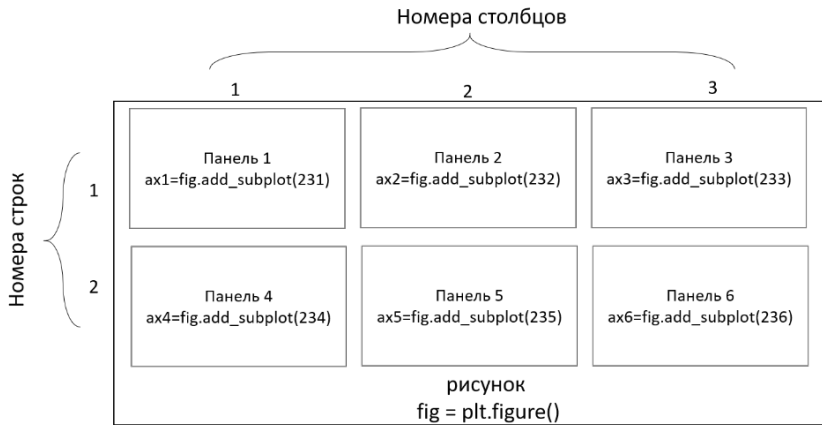 Номера столбцов
1 2 3
Номера строк
1
Панель 1
ax1=fig.add_subplot(231)
Панель 2
ax2=fig.add_subplot(232)
Панель 3
ax3=fig.add_subplot(233)
2
Панель 4
ax4=fig.add_subplot(234)
Панель 5
ax5=fig.add_subplot(235)
Панель 6
ax6=fig.add_subplot(236)
рисунок
fig = plt.figure()